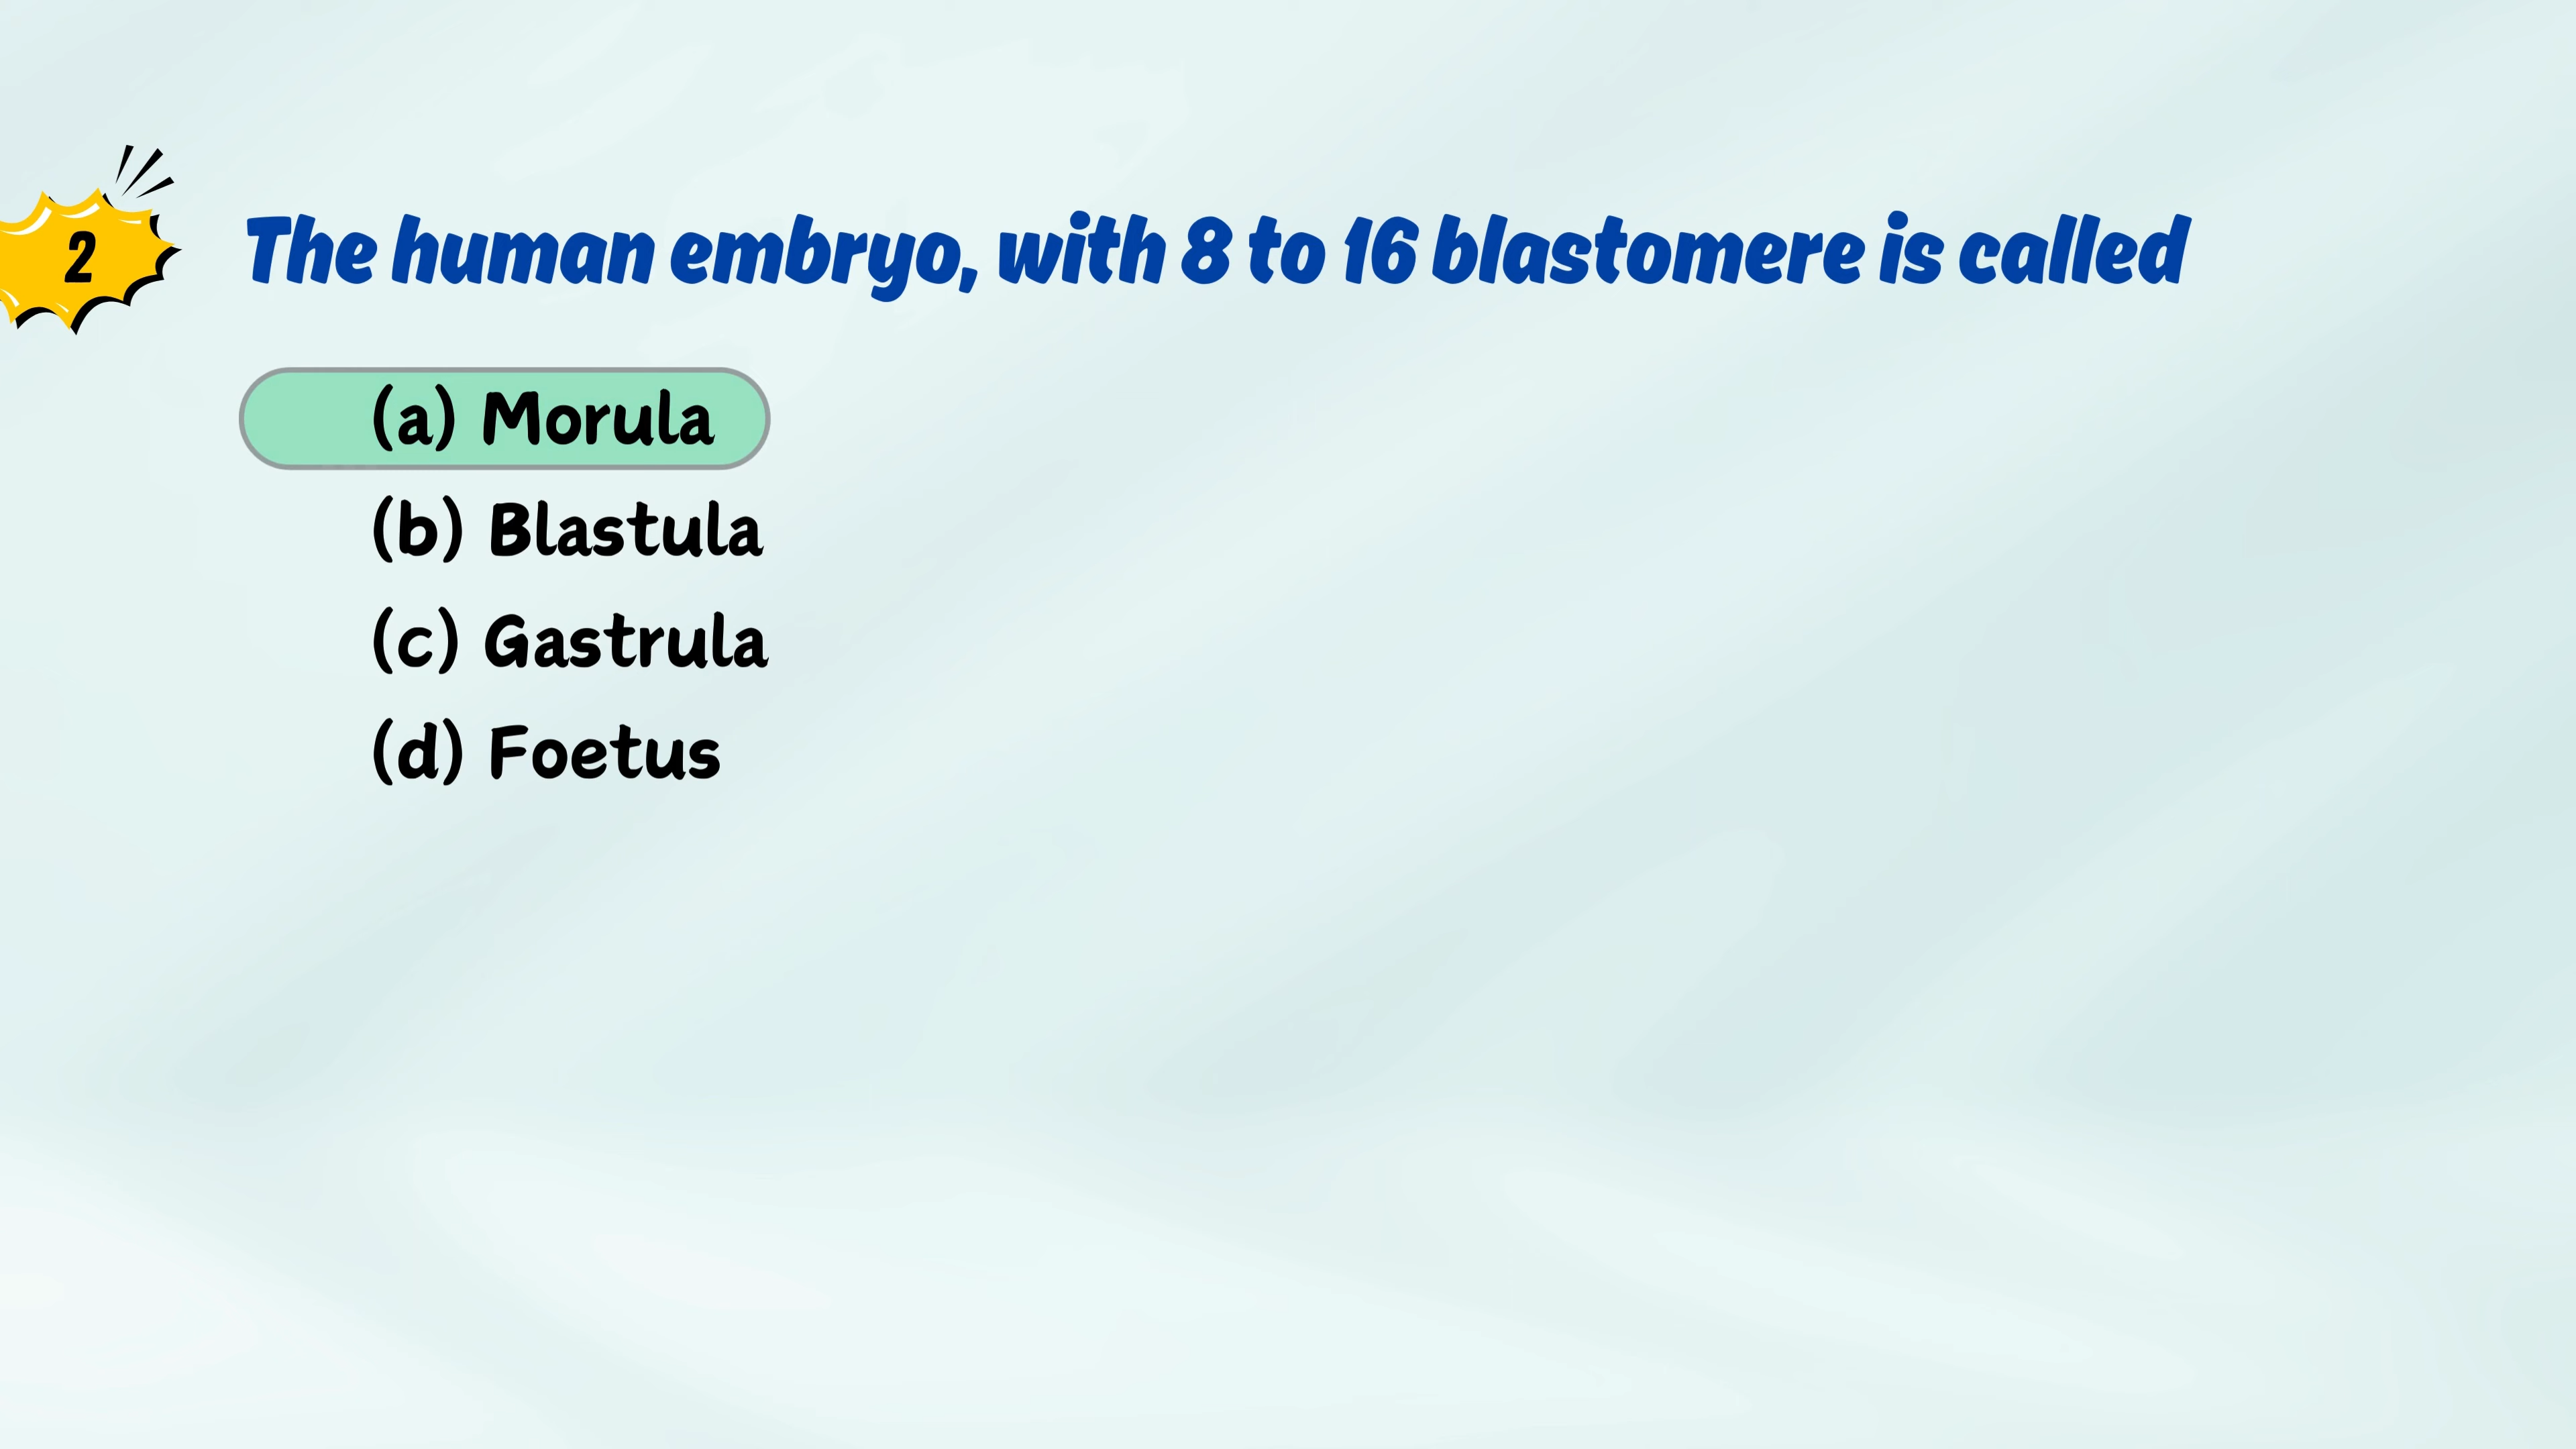 2
The human embryo, with 8 to 16 blastomere is called
(a) Morula
(b) Blastula
(c) Gastrula
(d) Foetus